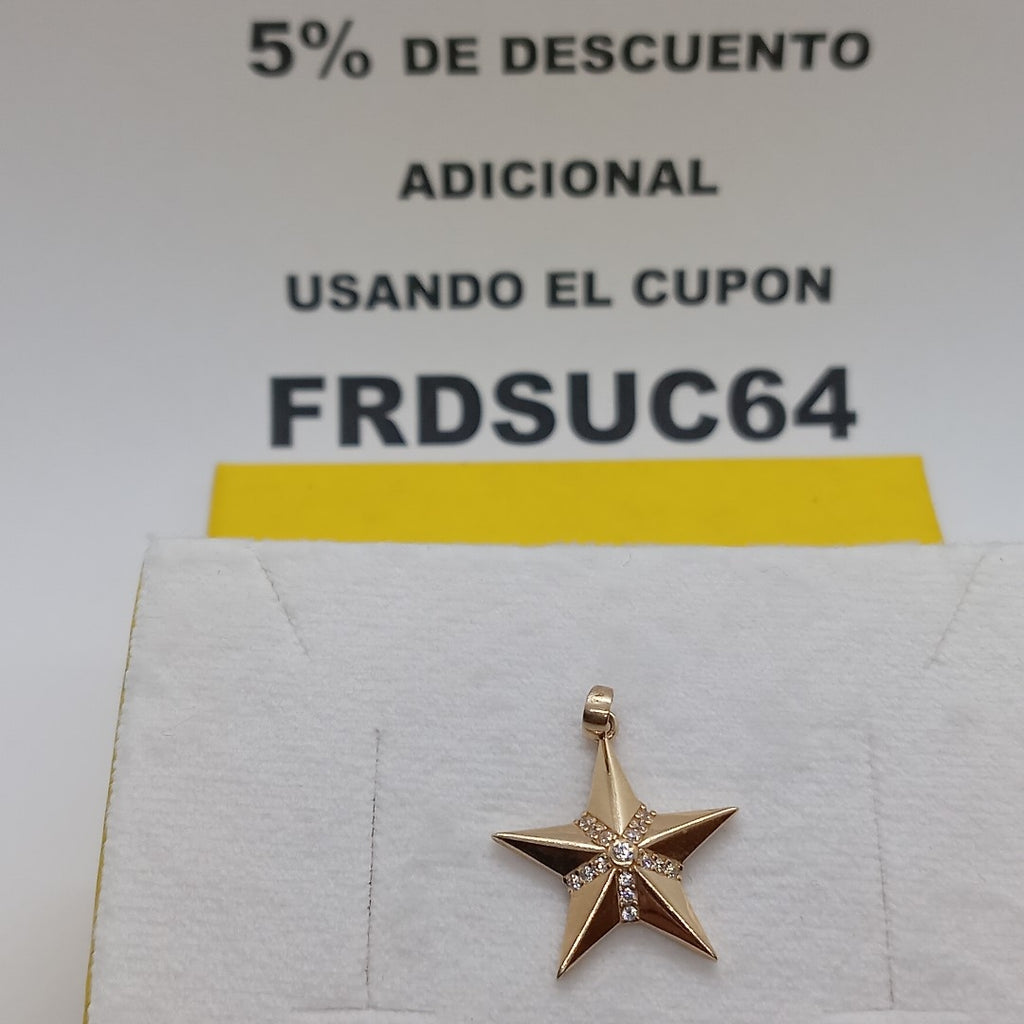 5% DE DESCUENTO
ADICIONAL
USANDO EL CUPON
FRDSUC64